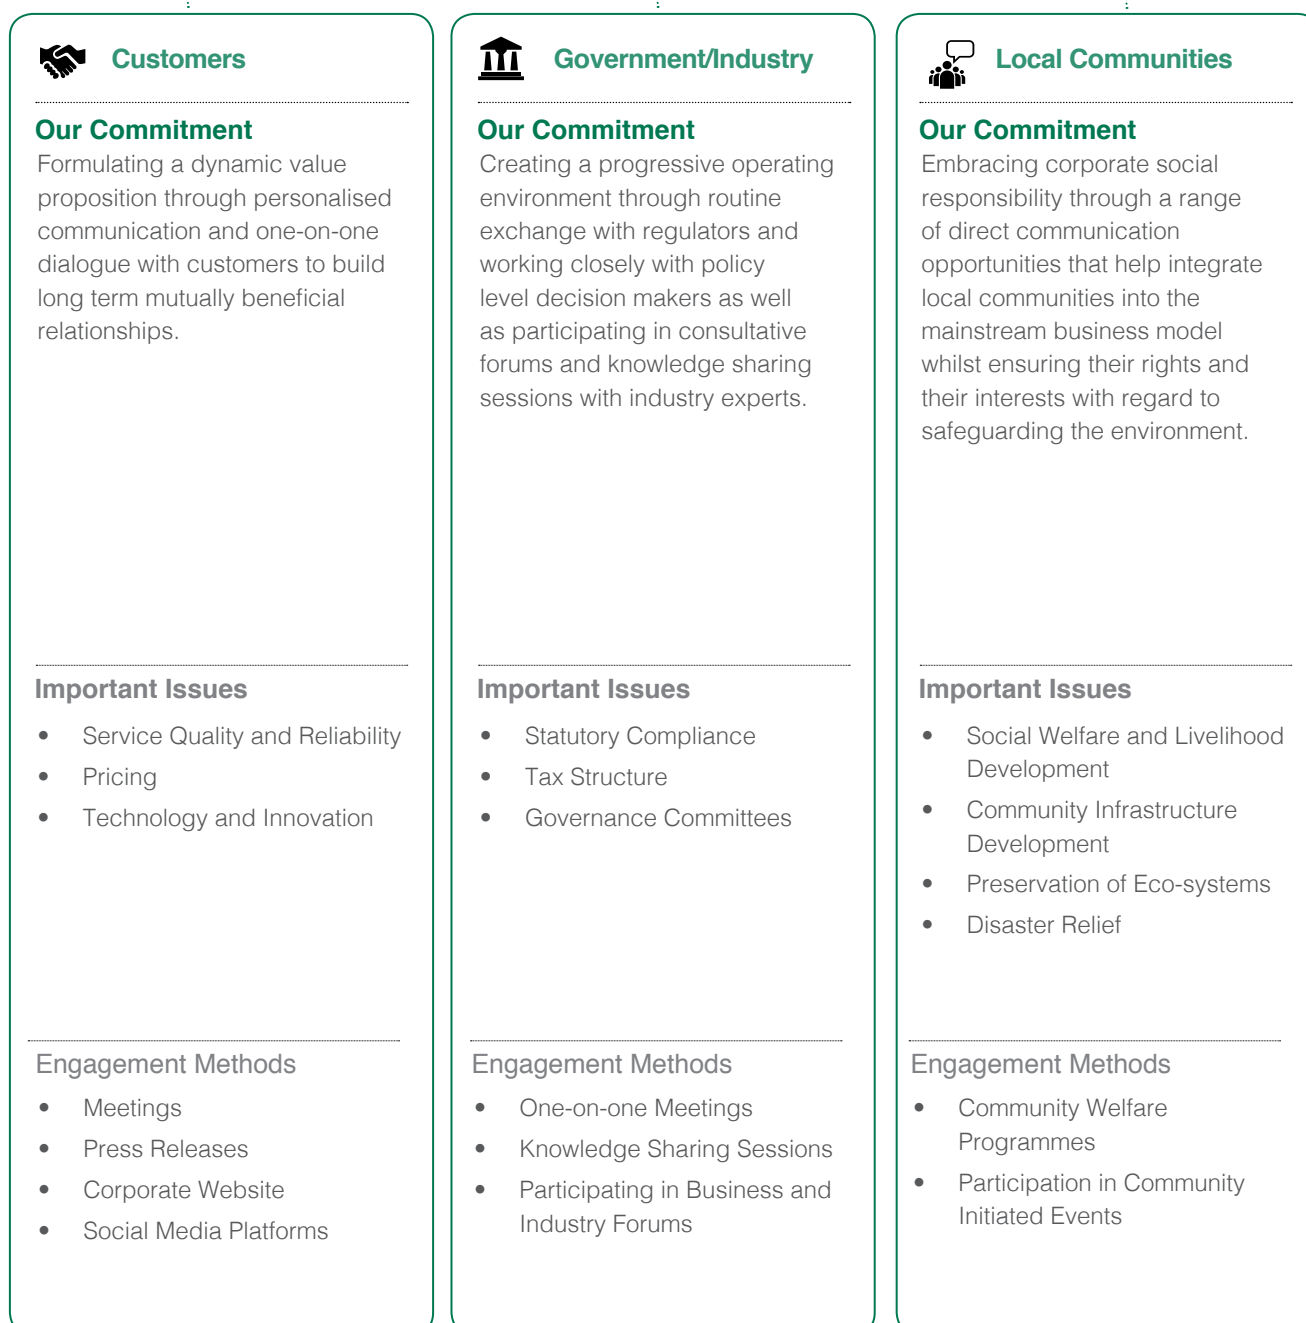 Customers
Our Commitment
Formulating a dynamic value
proposition through personalised
communication and one-on-one
dialogue with customers to build
long term mutually beneficial
relationships.
Important Issues
• Service Quality and Reliability
• Pricing
• Technology and Innovation
Engagement Methods
• Meetings
• Press Releases
• Corporate Website
• Social Media Platforms
Government/Industry
Our Commitment
Creating a progressive operating
environment through routine
exchange with regulators and
working closely with policy
level decision makers as well
as participating in consultative
forums and knowledge sharing
sessions with industry experts.
Important Issues
• Statutory Compliance
• Tax Structure
• Governance Committees
Engagement Methods
• One-on-one Meetings
• Knowledge Sharing Sessions
• Participating in Business and
Industry Forums
Local Communities
Our Commitment
Embracing corporate social
responsibility through a range
of direct communication
opportunities that help integrate
local communities into the
mainstream business model
whilst ensuring their rights and
their interests with regard to
safeguarding the environment.
Important Issues
• Social Welfare and Livelihood
Development
• Community Infrastructure
Development
• Preservation of Eco-systems
• Disaster Relief
Engagement Methods
• Community Welfare
Programmes
• Participation in Community
Initiated Events